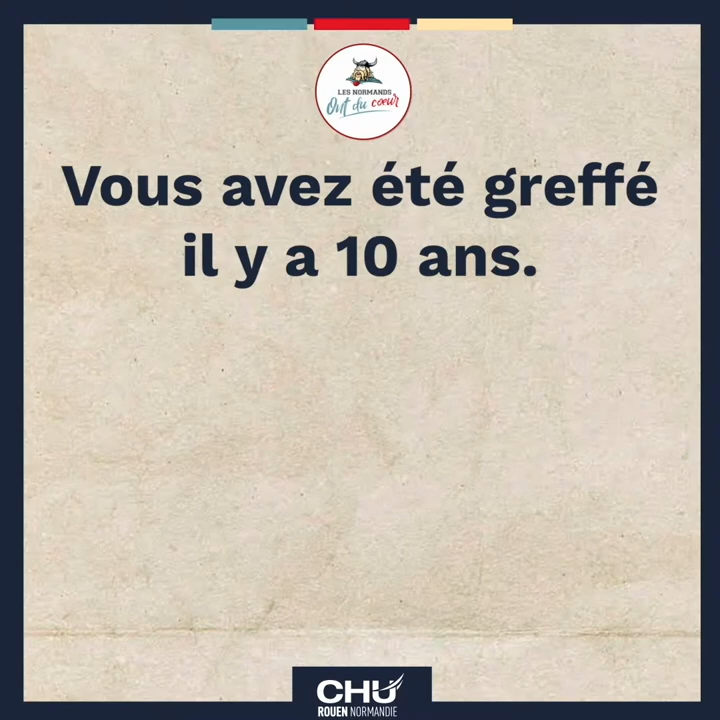 LES NORMANDS
Ont du cœur
Vous avez été greffé
il y a 10 ans.
CHU
ROUEN NORMANDIE